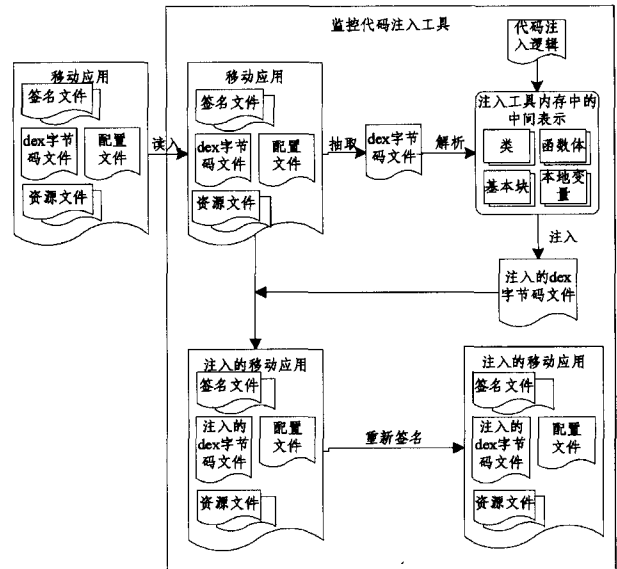 监控代码注入工具
代码注
入逻辑
移动应用
签名文件
dex字节
码文件
配置
文件
资源文件
读入
移动应用
签名文件
dex字节
码文件
配置
文件
资源文件
抽取
dex字节
码文件
解析
注入工具内存中的
中间表示
类
函数体
基本块
本地变
量
注入
注入的dex
字节码文件
注入的移动应用
签名文件
注入的
dex字节
码文件
配置
文件
资源文件
重新签名
注入的移动应用
签名文件
注入的
dex字节
码文件
配置
文件
资源文件